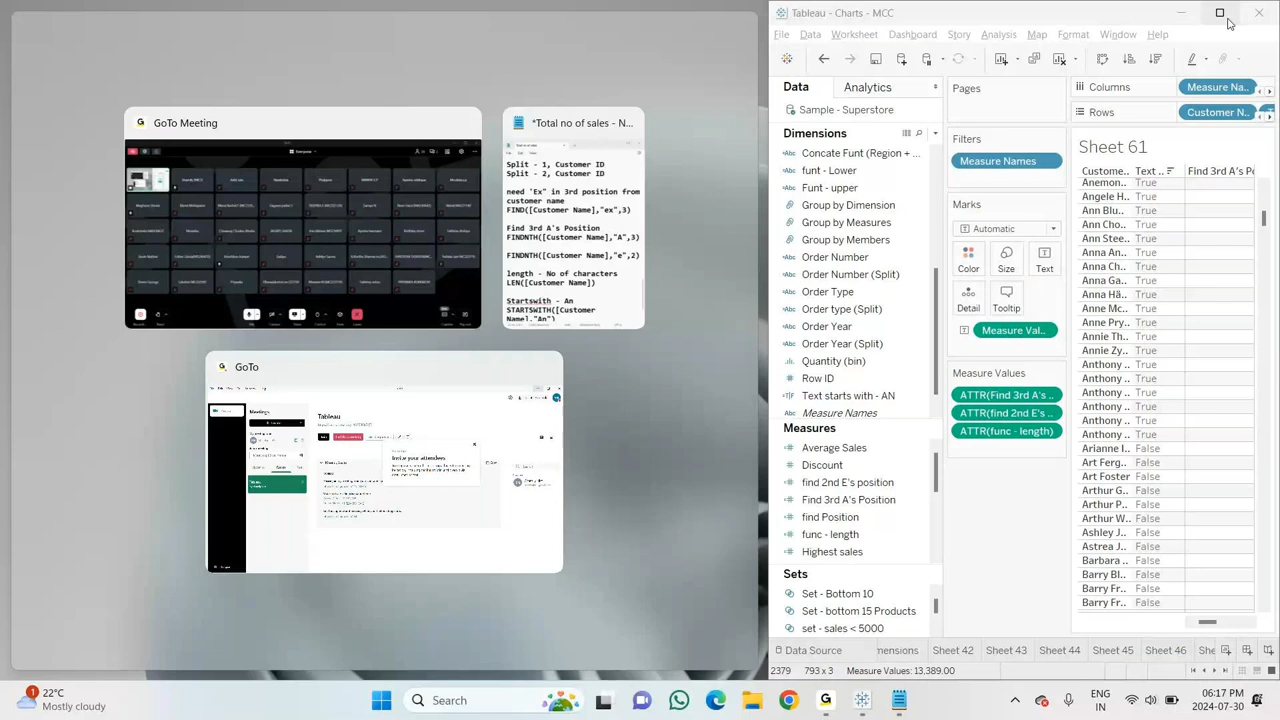 Tableau - Charts - MCC
File Data Worksheet Dashboard Story Analysis Map Format Window Help
Data Analytics
Sample - Superstore
Dimensions
Concate Funt (Region + ...
funt - Lower
Funt - upper
Group by Dimension
Group by Measures
Group by Members
Order Number
Order Number (Split)
Order Type
Order type (Split)
Order Year
Order Year (Split)
Quantity (bin)
Row ID
Text starts - AN
Measure Names
Measures
Average Sales
Discount
find 2nd E's position
Find 3rd A's Position
find Position
func - length
Highest sales
Sets
Set - Bottom 10
Set - bottom 15 Products
set - sales < 5000
Pages
Filters
Measure Names
Marks
Automatic
Color Size Text
Detail Tooltip
Measure Val..
Measure Values
ATTR(Find 3rd A's ..
ATTR(find 2nd E's ..
ATTR(func - length)
Columns Measure Na..
Rows Customer N..
Sheet 61
Custome.. Text .. Find 3rd A's Po
Anemon.. True
Angele H.. True
Ann Blu.. True
Ann Cho.. True
Ann Stee.. True
Anna An.. True
Anna Ch.. True
Anna Ga.. True
Anna Hä.. True
Anne Mc.. True
Anne Pry.. True
Annie Th.. True
Annie Zy.. True
Anthony .. True
Anthony .. True
Anthony .. True
Anthony .. True
Anthony .. True
Anthony .. True
Arianne I.. False
Art Ferg.. False
Art Foster False
Arthur G.. False
Arthur P.. False
Arthur W.. False
Ashley J.. False
Astrea J.. False
Barbara .. False
Barry Bl.. False
Barry Fr.. False
Barry Fr.. False
Data Source mensions Sheet 42 Sheet 43 Sheet 44 Sheet 45 Sheet 46 She
2379 793 x 3 Measure Values: 13,389.00
GoTo Meeting
*Total no of sales - N...
Split - 1, Customer ID
Split - 2, Customer ID
need 'Ex" in 3rd position from
customer name
FIND([Customer Name],"ex",3)
Find 3rd A's Position
FINDNTH([Customer Name],"A",3)
FINDNTH([Customer Name],"e",2)
length - No of characters
LEN([Customer Name])
Startswith - An
STARTSWITH([Customer
Name],"An")
GoTo
Meetings
Tableau
Invite your attendees
22°C
Mostly cloudy
Search
ENG
IN
06:17 PM
2024-07-30